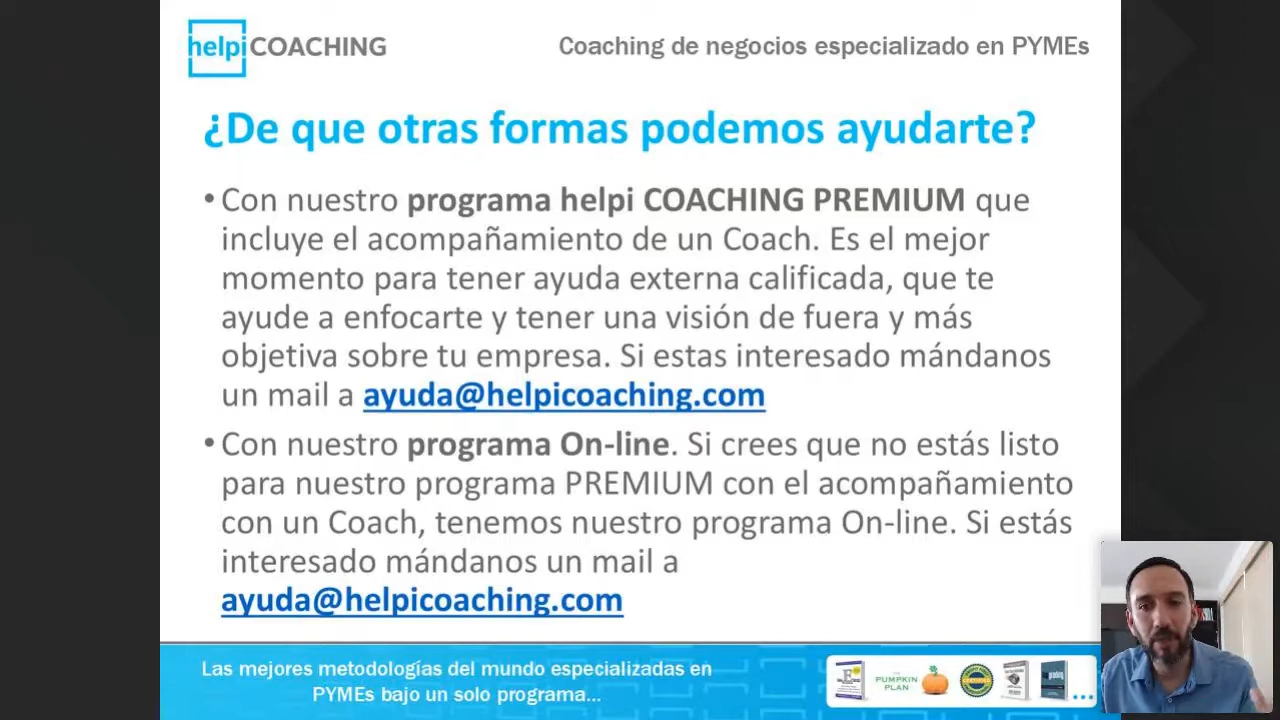 helpi COACHING
Coaching de negocios especializado en PYMEs
¿De que otras formas podemos ayudarte?
• Con nuestro programa helpi COACHING PREMIUM que
incluye el acompañamiento de un Coach. Es el mejor
momento para tener ayuda externa calificada, que te
ayude a enfocarte y tener una visión de fuera y más
objetiva sobre tu empresa. Si estas interesado mándanos
un mail a ayuda@helpicoaching.com
• Con nuestro programa On-line. Si crees que no estás listo
para nuestro programa PREMIUM con el acompañamiento
con un Coach, tenemos nuestro programa On-line. Si estás
interesado mándanos un mail a
ayuda@helpicoaching.com
Las mejores metodologías del mundo especializadas en
PYMEs bajo un solo programa...
E
PUMPKIN
PLAN
CERTIFIED
...